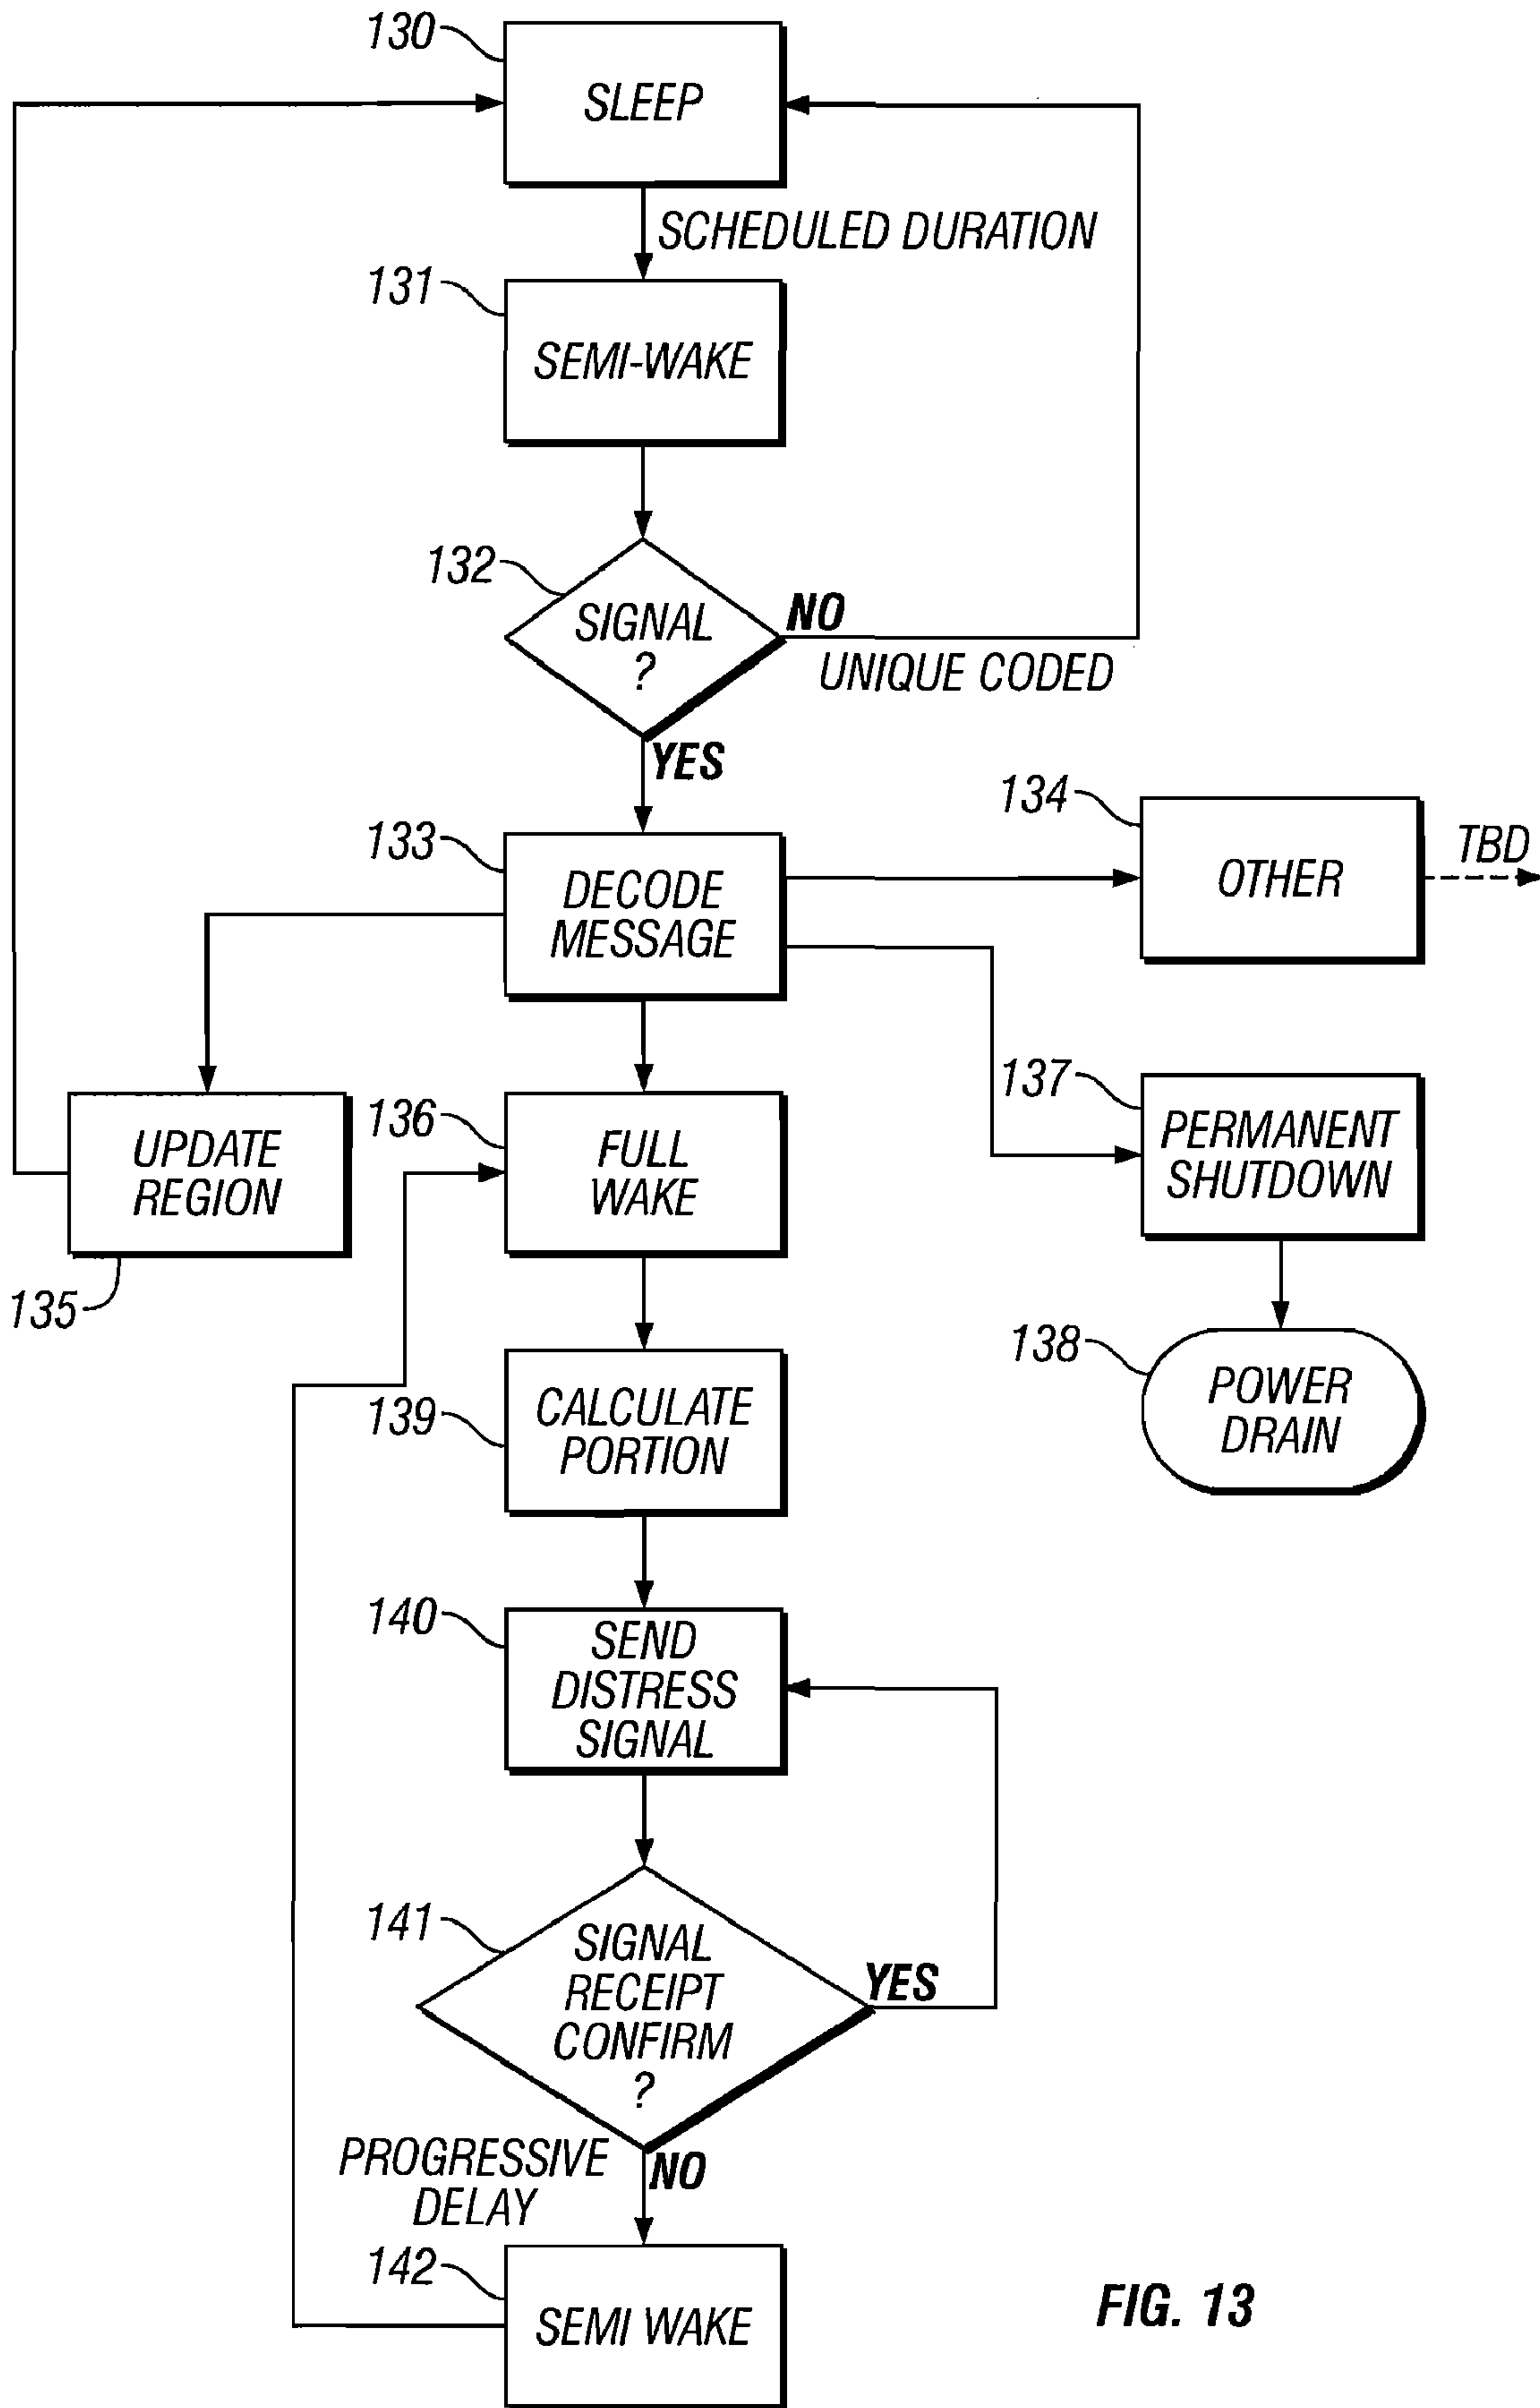 130
SLEEP
SCHEDULED DURATION
131
SEMI-WAKE
132
SIGNAL
?
NO
UNIQUE CODED
YES
133
DECODE
MESSAGE
134
OTHER
TBD
135
UPDATE
REGION
136
FULL
WAKE
137
PERMANENT
SHUTDOWN
138
POWER
DRAIN
139
CALCULATE
PORTION
140
SEND
DISTRESS
SIGNAL
141
SIGNAL
RECEIPT
CONFIRM
?
YES
NO
PROGRESSIVE
DELAY
142
SEMI WAKE
FIG. 13